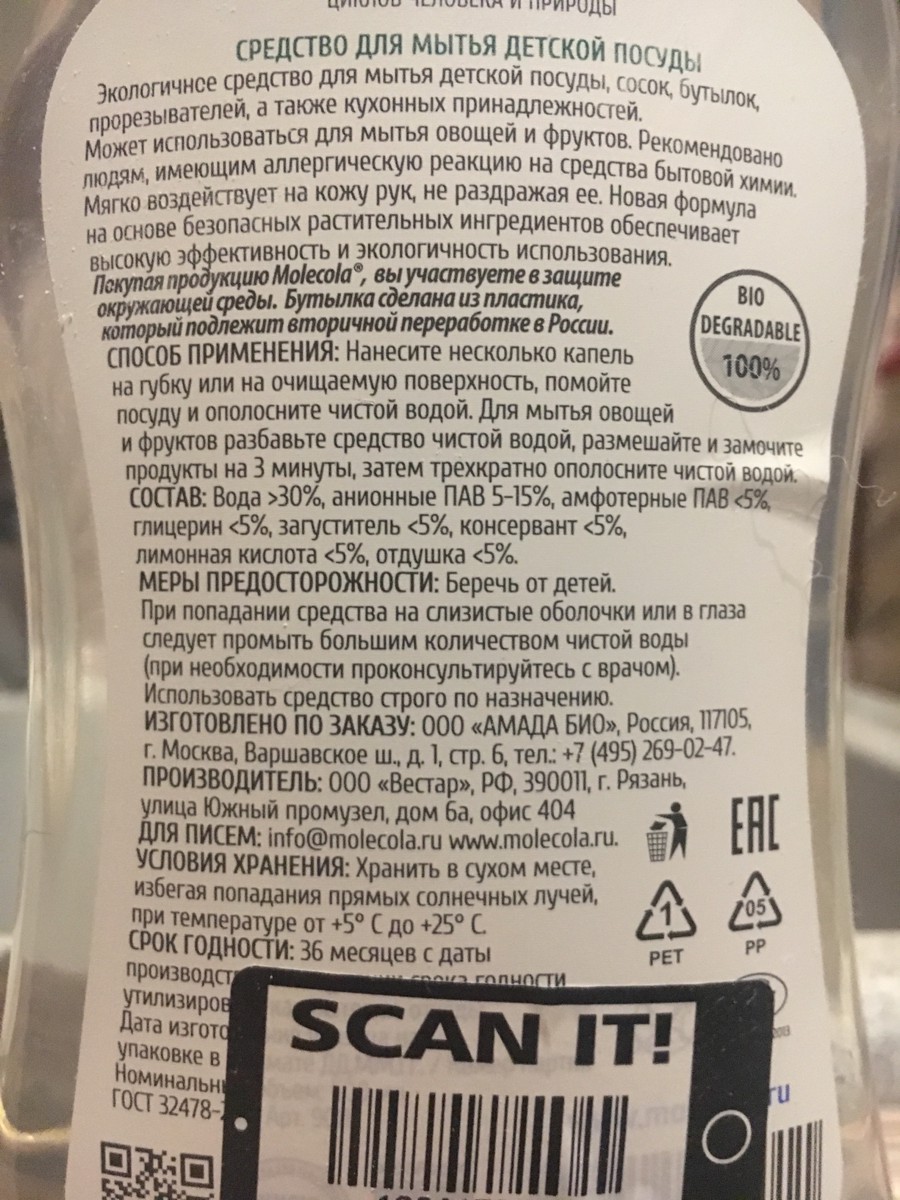 ЦИКЛОВ ЧЕЛОВЕКА И ПРИРОДЫ
СРЕДСТВО ДЛЯ МЫТЬЯ ДЕТСКОЙ ПОСУДЫ
Экологичное средство для мытья детской посуды, сосок, бутылок,
прорезывателей, а также кухонных принадлежностей.
Может использоваться для мытья овощей и фруктов. Рекомендовано
людям, имеющим аллергическую реакцию на средства бытовой химии.
Мягко воздействует на кожу рук, не раздражая ее. Новая формула
на основе безопасных растительных ингредиентов обеспечивает
высокую эффективность и экологичность использования.
Покупая продукцию Molecola®, вы участвуете в защите
окружающей среды. Бутылка сделана из пластика,
который подлежит вторичной переработке в России.
BIO
DEGRADABLE
100%
СПОСОБ ПРИМЕНЕНИЯ: Нанесите несколько капель
на губку или на очищаемую поверхность, помойте
посуду и ополосните чистой водой. Для мытья овощей
и фруктов разбавьте средство чистой водой, размешайте и замочите
продукты на 3 минуты, затем трехкратно ополосните чистой водой.
СОСТАВ: Вода >30%, анионные ПАВ 5-15%, амфотерные ПАВ <5%,
глицерин <5%, загуститель <5%, консервант <5%,
лимонная кислота <5%, отдушка <5%.
МЕРЫ ПРЕДОСТОРОЖНОСТИ: Беречь от детей.
При попадании средства на слизистые оболочки или в глаза
следует промыть большим количеством чистой воды
(при необходимости проконсультируйтесь с врачом).
Использовать средство строго по назначению.
ИЗГОТОВЛЕНО ПО ЗАКАЗУ: ООО «АМАДА БИО», Россия, 117105,
г. Москва, Варшавское ш., д. 1, стр. 6, тел.: +7 (495) 269-02-47.
ПРОИЗВОДИТЕЛЬ: ООО «Вестар», РФ, 390011, г. Рязань,
улица Южный промузел, дом 6а, офис 404
ДЛЯ ПИСЕМ: info@molecola.ru www.molecola.ru.
УСЛОВИЯ ХРАНЕНИЯ: Хранить в сухом месте,
избегая попадания прямых солнечных лучей,
при температуре от +5° С до +25° С.
EAC
1
PET
05
PP
СРОК ГОДНОСТИ: 36 месяцев с даты
производст срока годности
утилизиров
Дата изгото
упаковке в
Номинальн
ГОСТ 32478-
SCAN IT!
ru